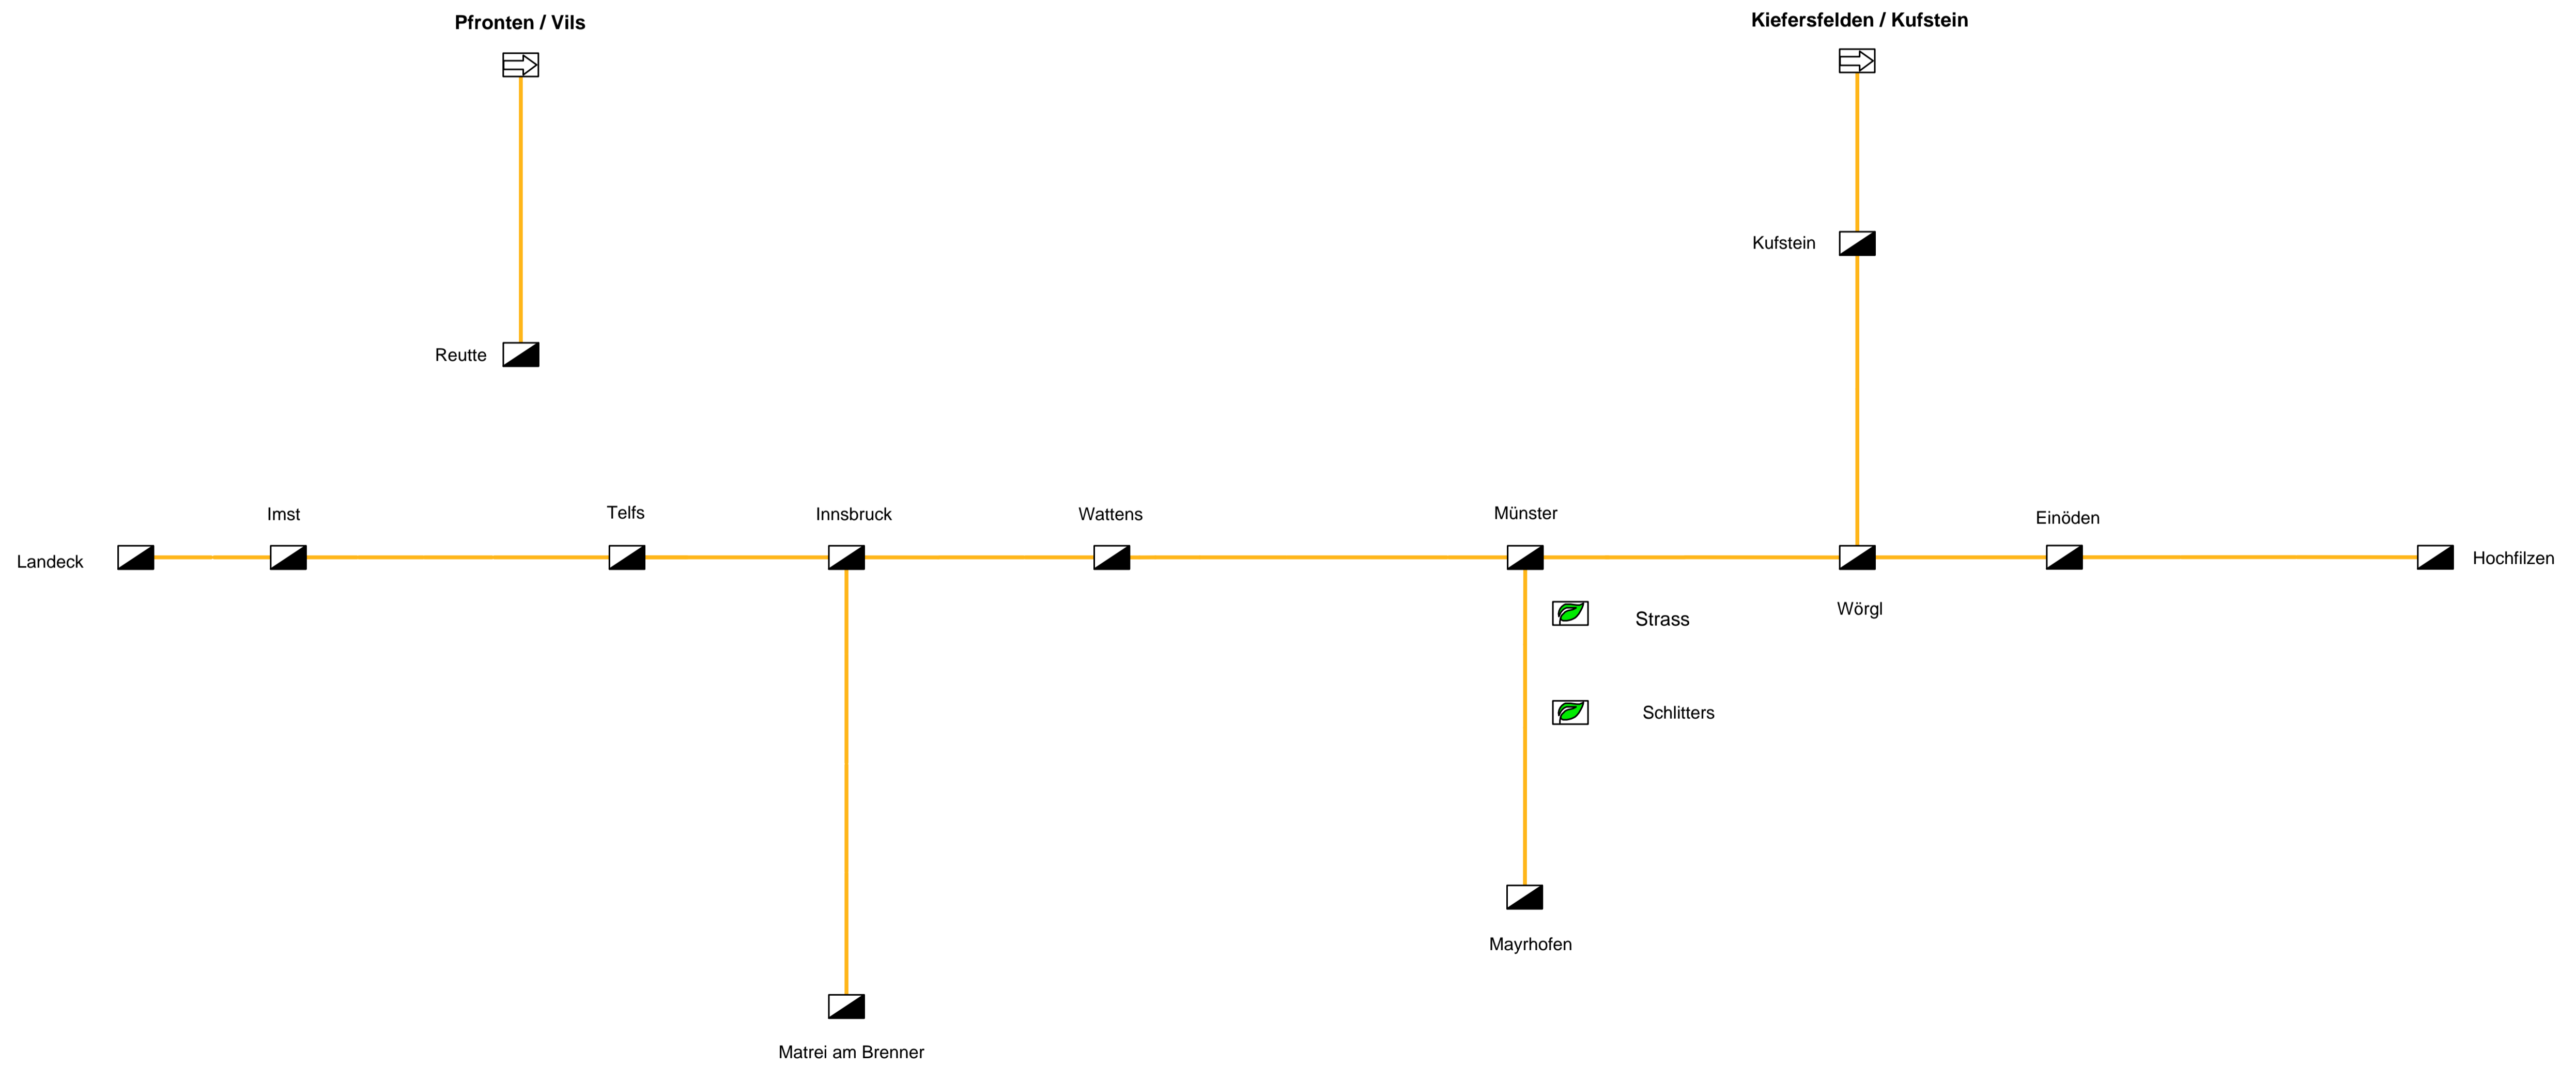 Pfronten / Vils
Kiefersfelden / Kufstein
Kufstein
Reutte
Imst
Telfs
Innsbruck
Wattens
Münster
Einöden
Landeck
Hochfilzen
Wörgl
Strass
Schlitters
Mayrhofen
Matrei am Brenner